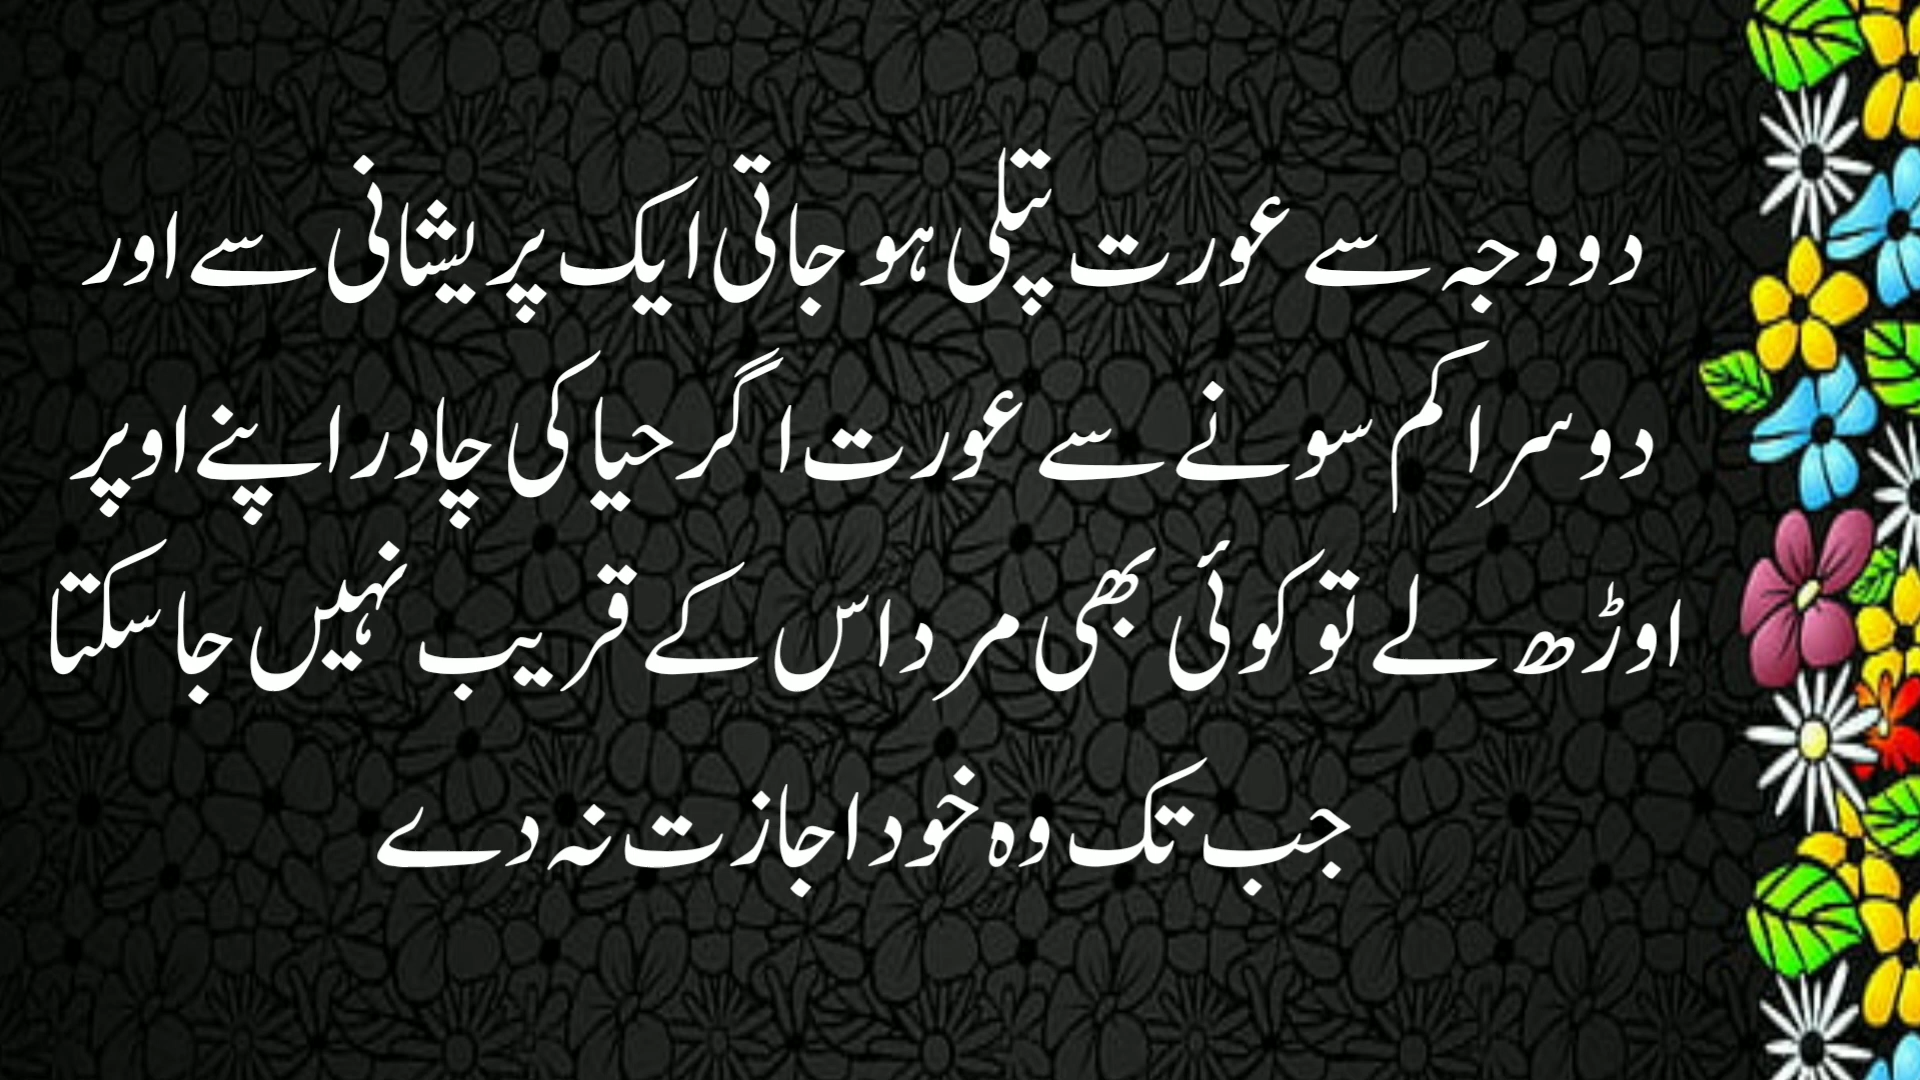 دو وجہ سے عورت پتلی ہو جاتی ایک پریشانی سے اور
دوسرا کم سونے سے عورت اگر حیا کی چادر اپنے اوپر
اوڑھ لے تو کوئی بھی مرد اس کے قریب نہیں جا سکتا
جب تک وہ خود اجازت نہ دے